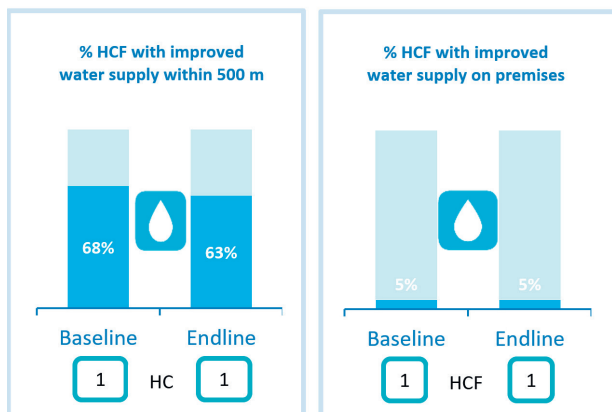 % HCF with improved
water supply within 500 m
68%
63%
Baseline
Endline
1
HC
1
% HCF with improved
water supply on premises
5%
5%
Baseline
Endline
1
HCF
1